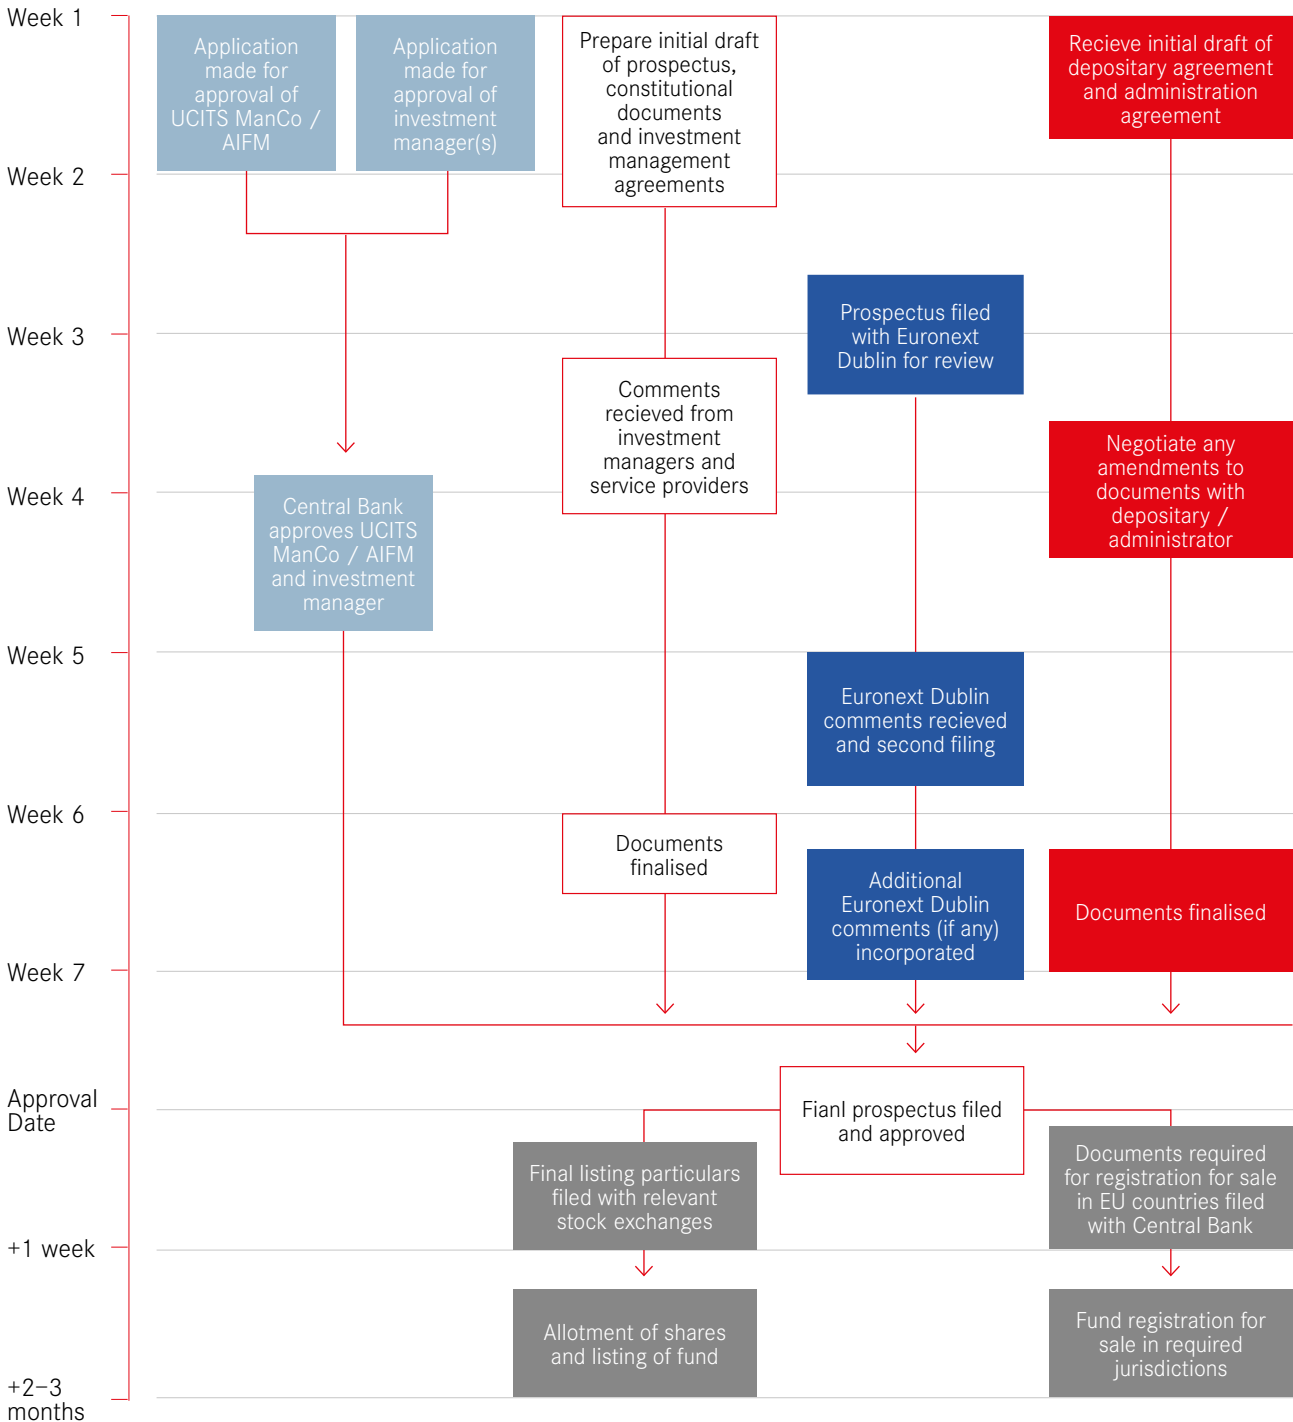 Week 1
Application
made for
approval of
UCITS ManCo /
AIFM
Application
made for
approval of
investment
manager(s)
Prepare initial draft
of prospectus,
constitutional
documents
and investment
management
agreements
Recieve initial draft of
depositary agreement
and administration
agreement
Week 2
Prospectus filed
with Euronext
Dublin for review
Week 3
Comments
recieved from
investment
managers and
service providers
Negotiate any
amendments to
documents with
depositary /
administrator
Week 4
Central Bank
approves UCITS
ManCo / AIFM
and investment
manager
Week 5
Euronext Dublin
comments recieved
and second filing
Week 6
Documents
finalised
Additional
Euronext Dublin
comments (if any)
incorporated
Documents finalised
Week 7
Approval
Date
Fianl prospectus filed
and approved
Final listing particulars
filed with relevant
stock exchanges
Documents required
for registration for sale
in EU countries filed
with Central Bank
+1 week
Allotment of shares
and listing of fund
Fund registration for
sale in required
jurisdictions
+2–3
months